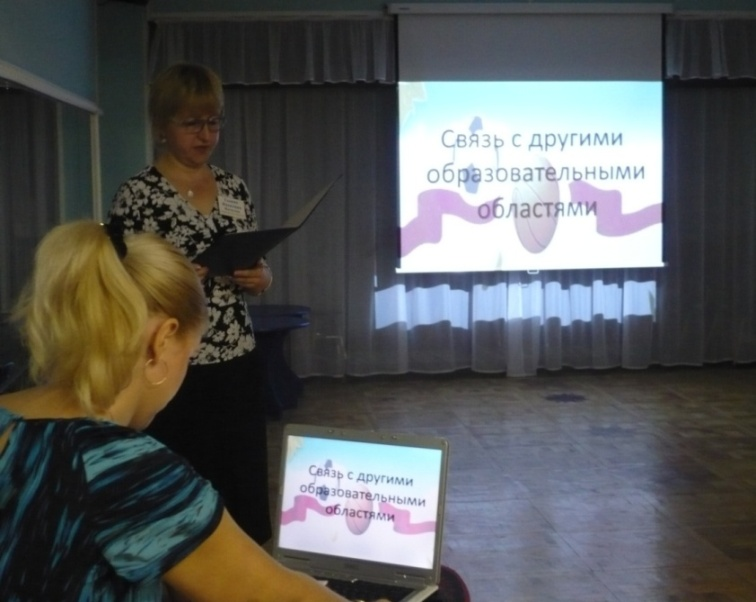 Связь с другими
образовательными
областями
Связь с другими
образовательными
областями